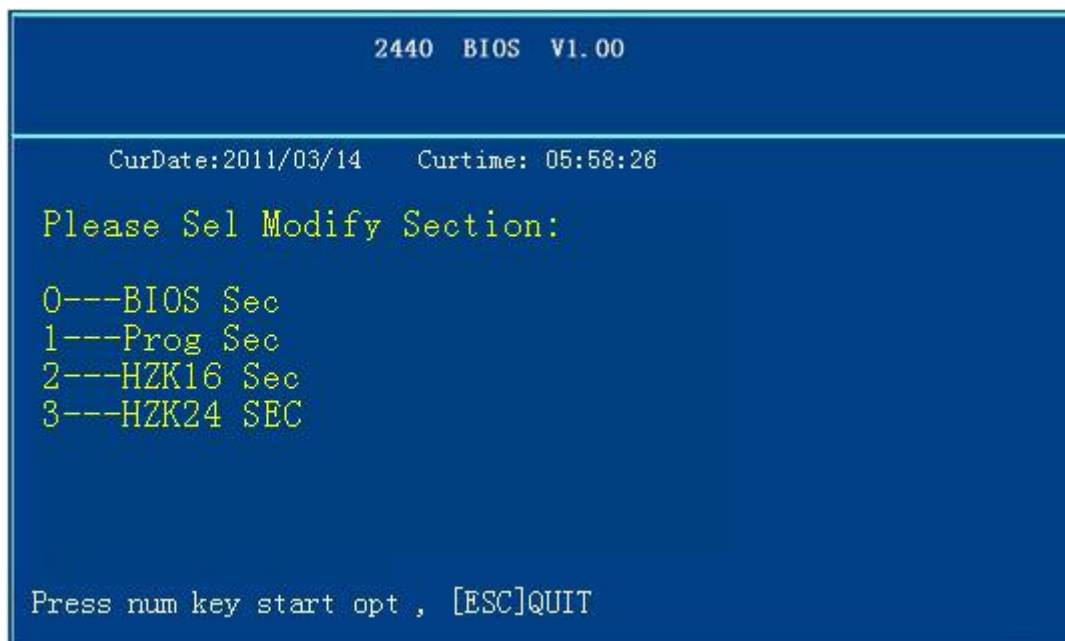 2440 BIOS V1.00
CurDate:2011/03/14 Curtime: 05:58:26
Please Sel Modify Section:
0---BIOS Sec
1---Prog Sec
2---HZK16 Sec
3---HZK24 SEC
Press num key start opt , [ESC]QUIT